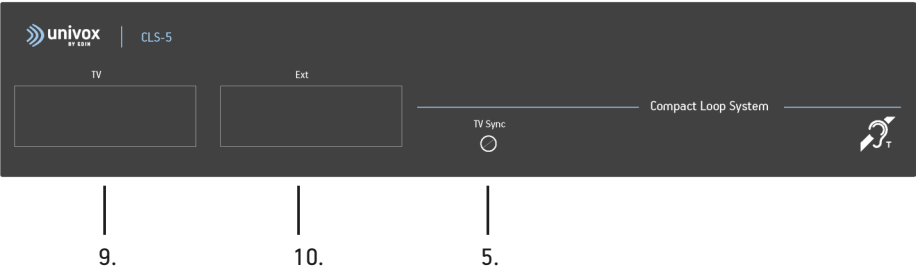 univox
BY EDIN
CLS-5
TV
Ext
Compact Loop System
TV Sync
T
9.
10.
5.